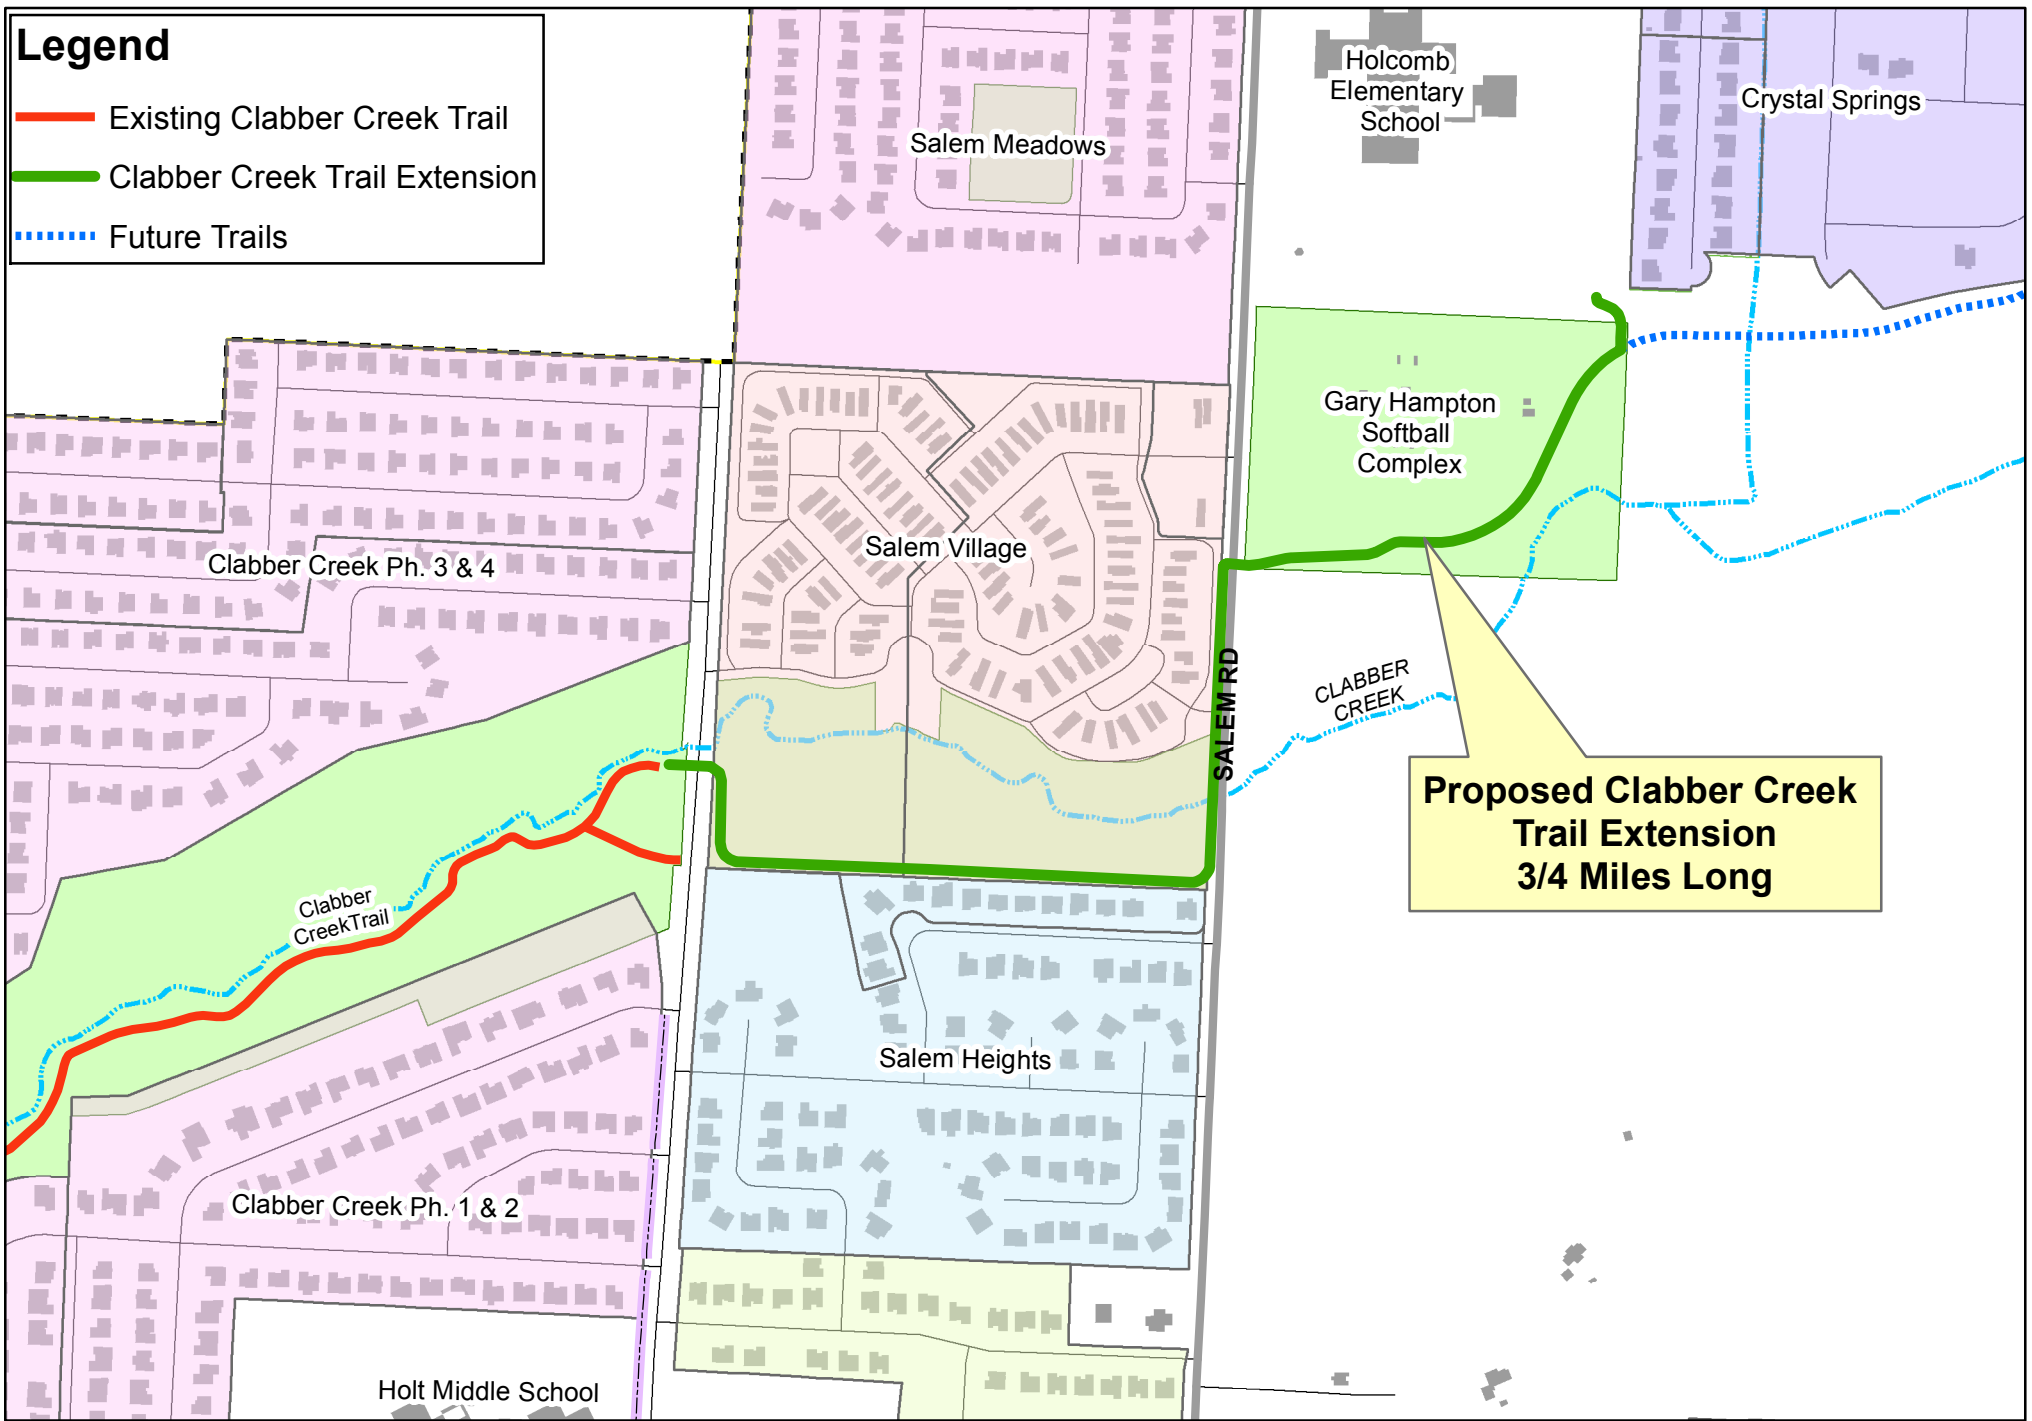 Legend
Existing Clabber Creek Trail
Clabber Creek Trail Extension
Future Trails
Holcomb
Elementary
School
Crystal Springs
Salem Meadows
Gary Hampton
Softball
Complex
Salem Village
Clabber Creek Ph. 3 & 4
SALEM RD
CLABBER
CREEK
Proposed Clabber Creek
Trail Extension
3/4 Miles Long
Clabber
CreekTrail
Salem Heights
Clabber Creek Ph. 1 & 2
Holt Middle School